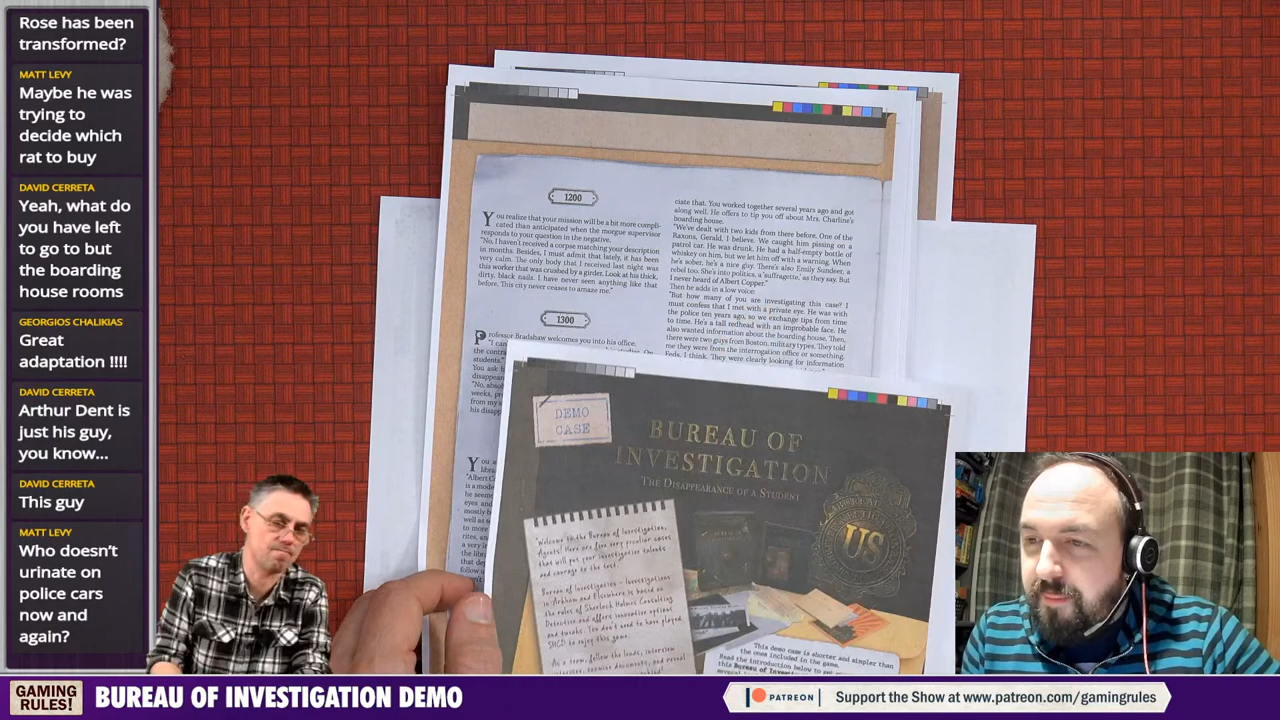 Rose has been
transformed?
MATT LEVY
Maybe he was
trying to
decide which
rat to buy
DAVID CERRETA
Yeah, what do
you have left
to go to but
the boarding
house rooms
GEORGIOS CHALIKIAS
Great
adaptation !!!!
DAVID CERRETA
Arthur Dent is
just his guy,
you know...
DAVID CERRETA
This guy
MATT LEVY
Who doesn't
urinate on
police cars
now and
again?
1200
You realize that your mission will be a bit more compli-
cated than anticipated when the morgue supervisor
responds to your question in the negative.
"No, I haven't received a corpse matching your description
in months. Besides, I must admit that lately, it has been
very calm. The only body that I received last night was
this worker that was crushed by a girder. Look at his thick,
dirty, black nails. I have never seen anything like that
before. This city never ceases to amaze me."
1300
Professor Bradshaw welcomes you into his office.
ciate that. You worked together several years ago and got
along well. He offers to tip you off about Mrs. Charline's
boarding house.
"We've dealt with two kids from there before. One of the
Raxons, Gerald, I believe. We caught him pissing on a
patrol car. He was drunk. He had a half-empty bottle of
whiskey on him, but we let him off with a warning. When
he's sober, he's a nice guy. There's also Emily Sundeer, a
rebel too. She's into politics, a 'suffragette,' as they say. But
I never heard of Albert Copper."
Then he adds in a low voice:
"But how many of you are investigating this case? I
must confess that I met with a private eye. He was with
the police ten years ago, so we exchange tips from time
to time. He's a tall redhead with an improbable face. He
also wanted information about the boarding house. Then,
there were two guys from Boston, military types. They told
me they were from the interrogation office or something.
Feds, I think. They were clearly looking for information
DEMO
CASE
BUREAU OF
INVESTIGATION
THE DISAPPEARANCE OF A STUDENT
US
"Welcome to the Bureau of Investigation,
Agents! Here are five very peculiar cases
that will put your investigation talents
and courage to the test.
Bureau of Investigation – Investigations
in Arkham and Elsewhere is based on
the rules of Sherlock Holmes Consulting
Detective and offers inventive options
and tweaks. You don't need to have played
SHCD to enjoy this game.
As a team, follow the leads, interview
This demo case is shorter and simpler than
the ones included in the game.
Read the introduction below to
GAMING
RULES!
BUREAU OF INVESTIGATION DEMO
PATREON
Support the Show at www.patreon.com/gamingrules